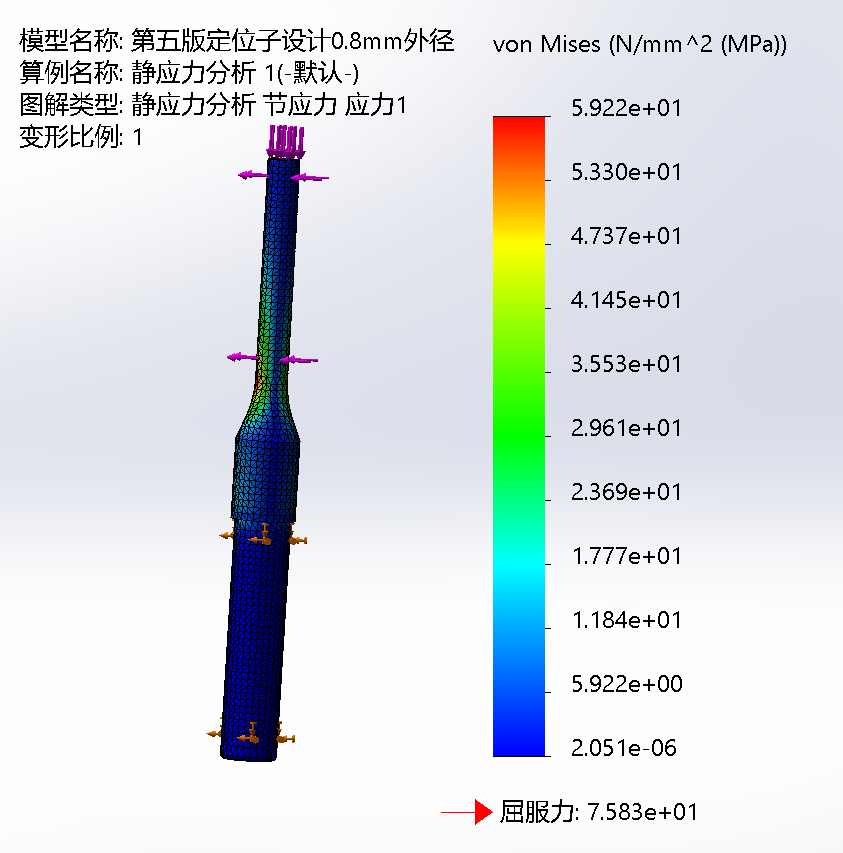 模型名称: 第五版定位子设计0.8mm外径
算例名称: 静应力分析 1(-默认-)
图解类型: 静应力分析 节应力 应力1
变形比例: 1
von Mises (N/mm^2 (MPa))
5.922e+01
5.330e+01
4.737e+01
4.145e+01
3.553e+01
2.961e+01
2.369e+01
1.777e+01
1.184e+01
5.922e+00
2.051e-06
屈服力: 7.583e+01